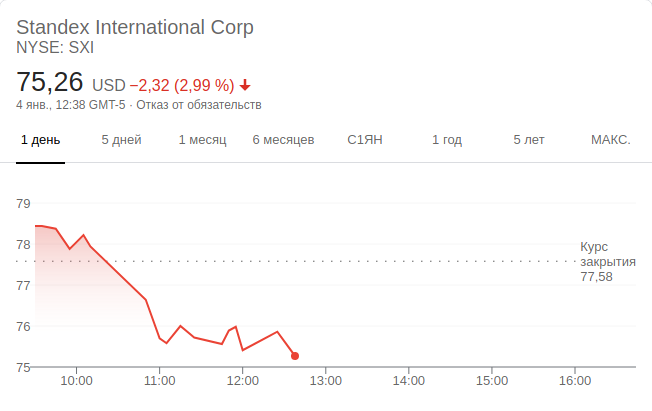 Standex International Corp
NYSE: SXI
75,26 USD −2,32 (2,99 %)
4 янв., 12:38 GMT-5 · Отказ от обязательств
1 день 5 дней 1 месяц 6 месяцев С1ЯН 1 год 5 лет МАКС.
79
78
Курс
закрытия
77,58
77
76
75
10:00 11:00 12:00 13:00 14:00 15:00 16:00